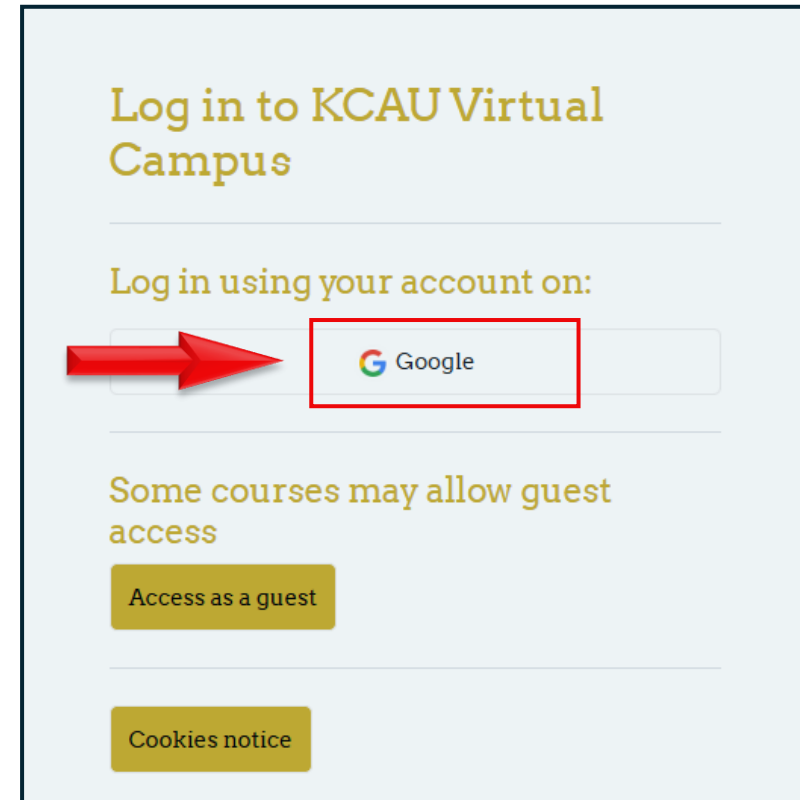 Log in to KCAU Virtual
Campus
Log in using your account on:
Google
Some courses may allow guest
access
Access as a guest
Cookies notice